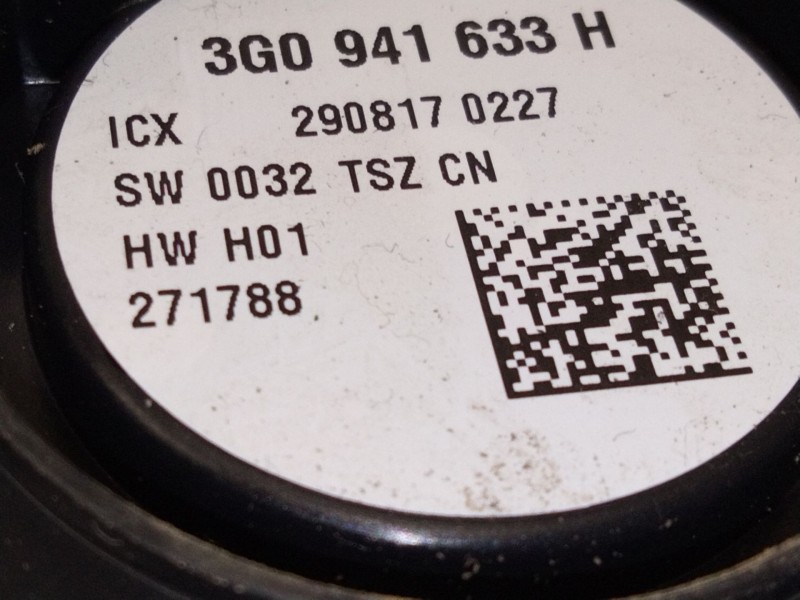 3G0 941 633 H
ICX 290817 0227
SW 0032 TSZ CN
HW H01
271788